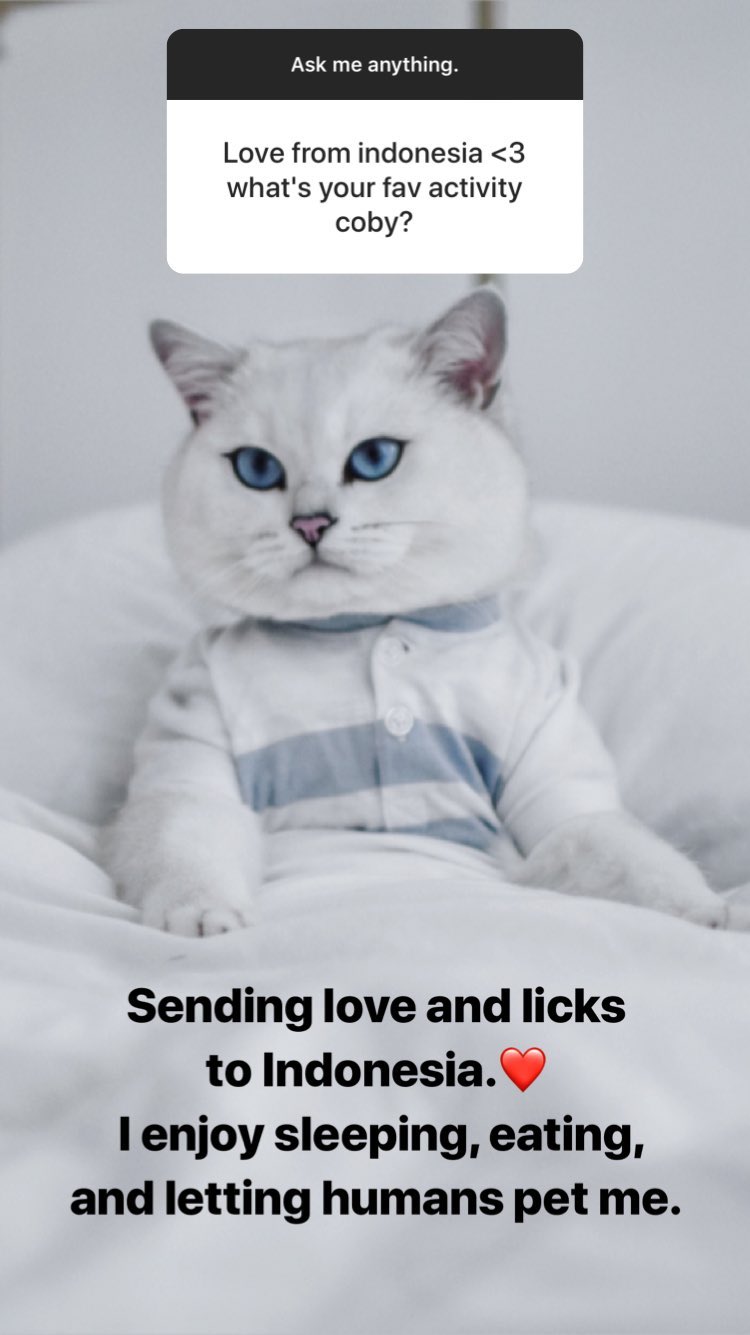 Ask me anything.
Love from indonesia <3
what's your fav activity
coby?
Sending love and licks
to Indonesia.❤️
I enjoy sleeping, eating,
and letting humans pet me.